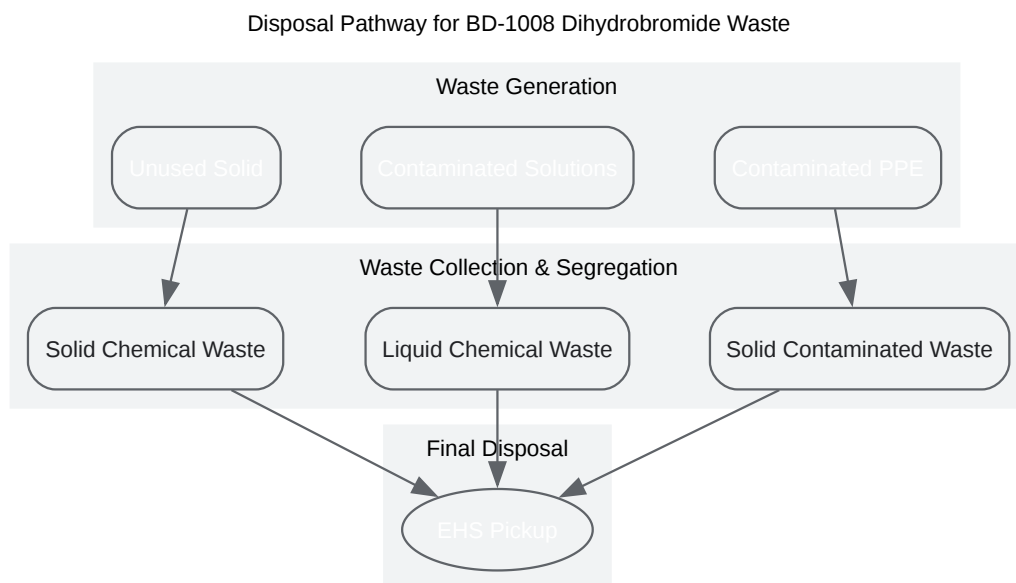 Disposal Pathway for BD-1008 Dihydrobromide Waste
Waste Generation
Unused Solid
Contaminated Solutions
Contaminated PPE
Waste Collection & Segregation
Solid Chemical Waste
Liquid Chemical Waste
Solid Contaminated Waste
Final Disposal
EHS Pickup